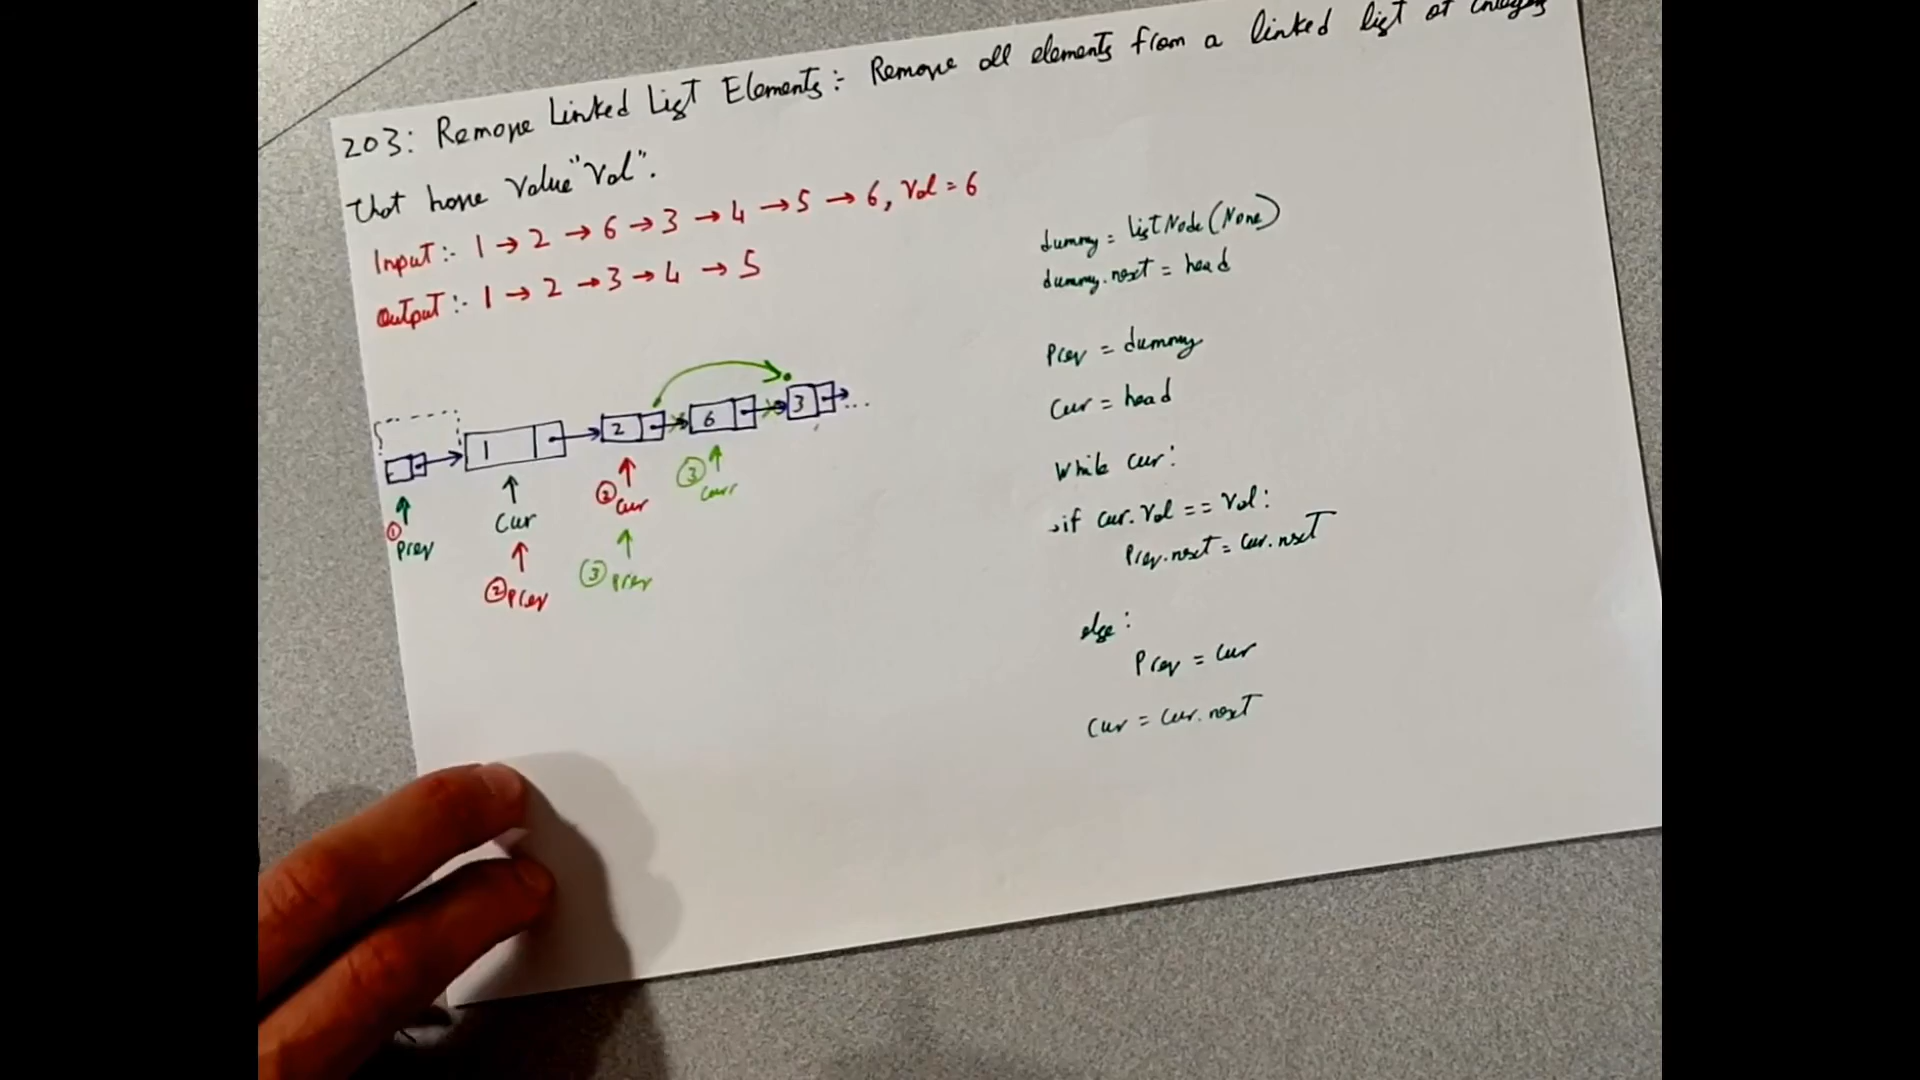 203: Remove Linked List Elements:- Remove all elements from a linked list of integers
that have value "Val".
Input:- 1 → 2 → 6 → 3 → 4 → 5 → 6, Val = 6
Output:- 1 → 2 → 3 → 4 → 5
1 2 6 3 ...
① Prev
Cur
② Cur
③ Curr
② Prev
③ Prev
dummy = ListNode(None)
dummy.next = head
Prev = dummy
Cur = head
While cur:
if cur.Val == Val:
Prev.next = Cur.next
else:
Prev = Cur
Cur = Cur.next